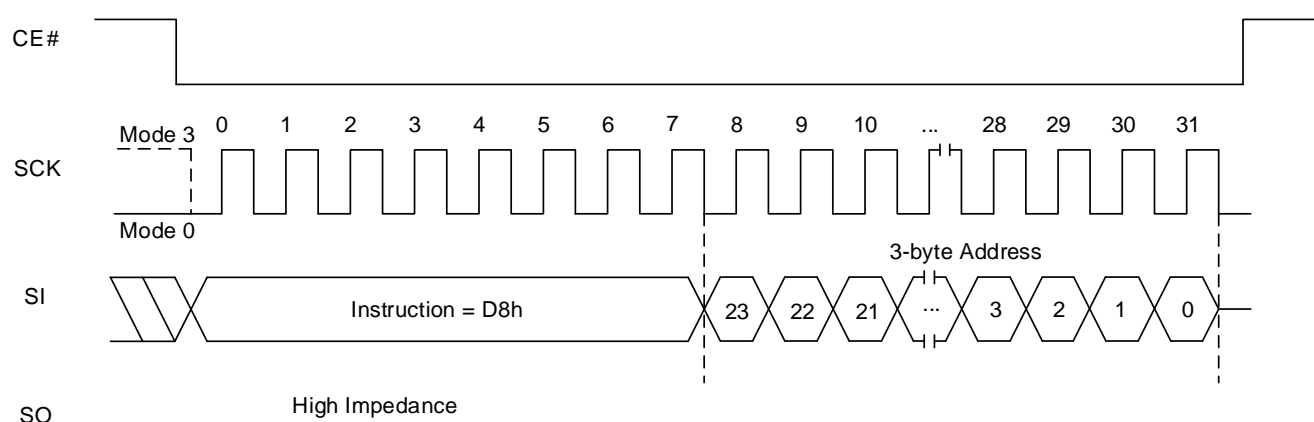 CE#
Mode 3 0 1 2 3 4 5 6 7 8 9 10 ... 28 29 30 31
SCK
Mode 0
3-byte Address
SI Instruction = D8h 23 22 21 ... 3 2 1 0
High Impedance
SO